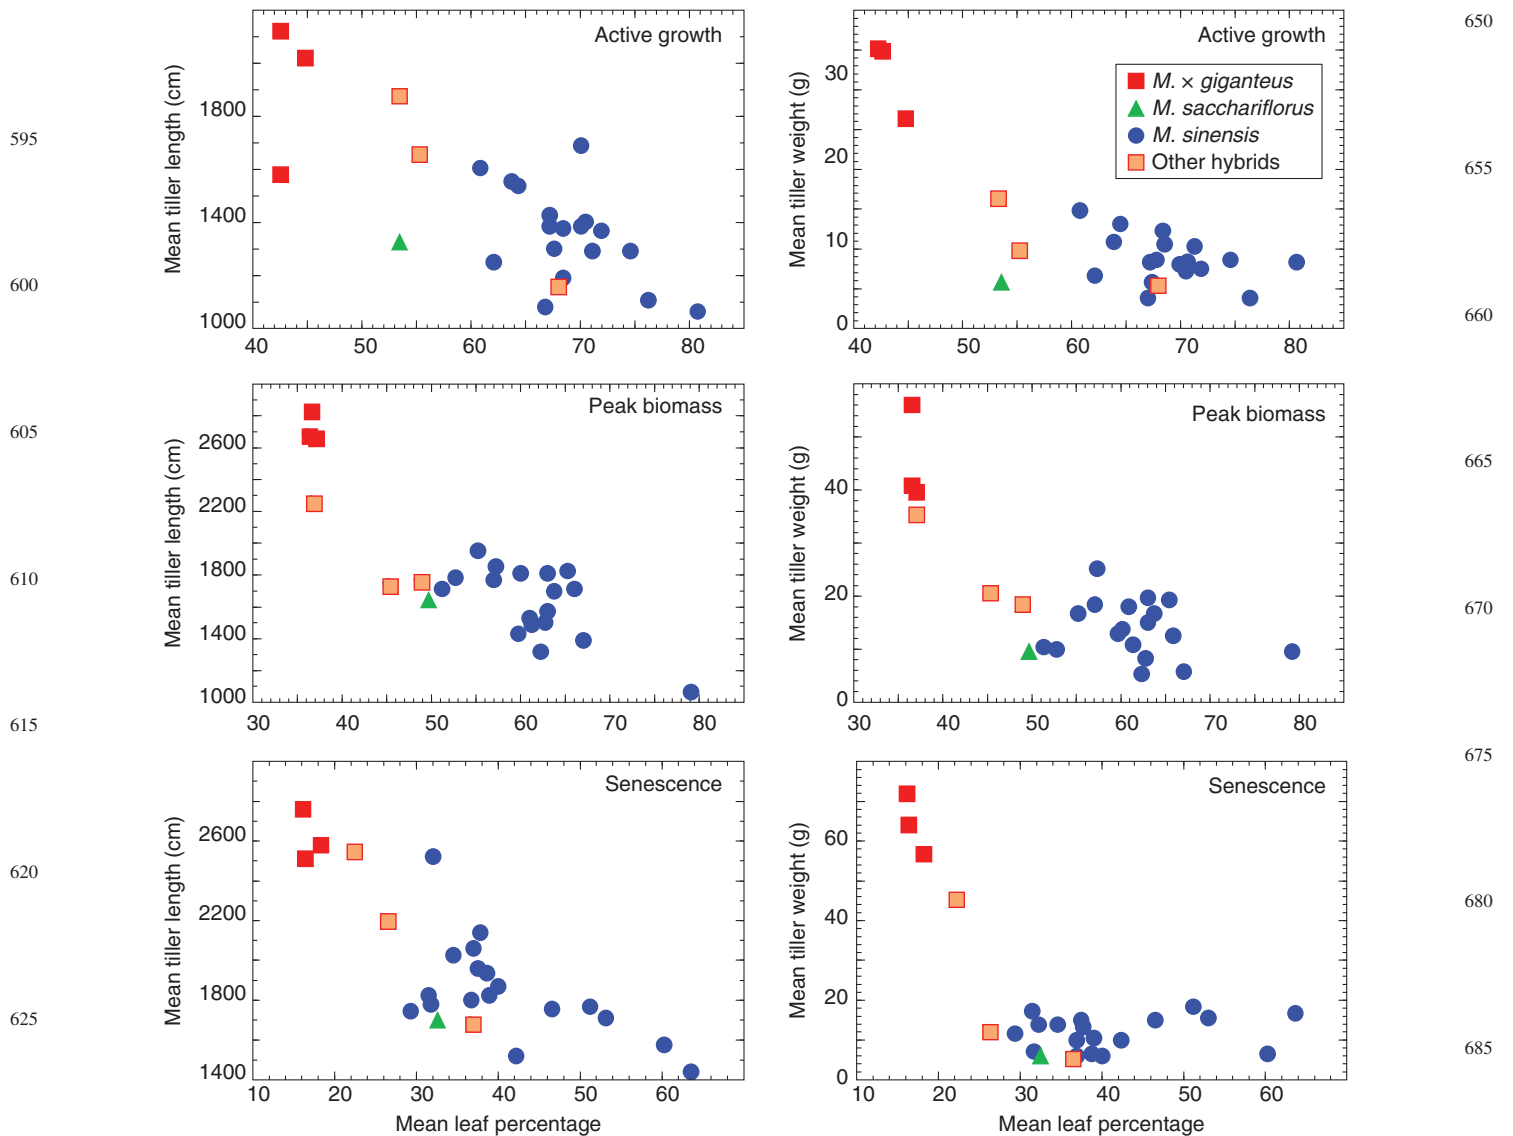 595
600
605
610
615
620
625
Active growth
Mean tiller length (cm)
1800
1400
1000
40 50 60 70 80
Active growth
M. × giganteus
M. sacchariflorus
M. sinensis
Other hybrids
Mean tiller weight (g)
30
20
10
0
40 50 60 70 80
Peak biomass
Mean tiller length (cm)
2600
2200
1800
1400
1000
30 40 50 60 70 80
Peak biomass
Mean tiller weight (g)
40
20
0
30 40 50 60 70 80
Senescence
Mean tiller length (cm)
2600
2200
1800
1400
10 20 30 40 50 60
Mean leaf percentage
Senescence
Mean tiller weight (g)
60
40
20
0
10 20 30 40 50 60
Mean leaf percentage
650
655
660
665
670
675
680
685